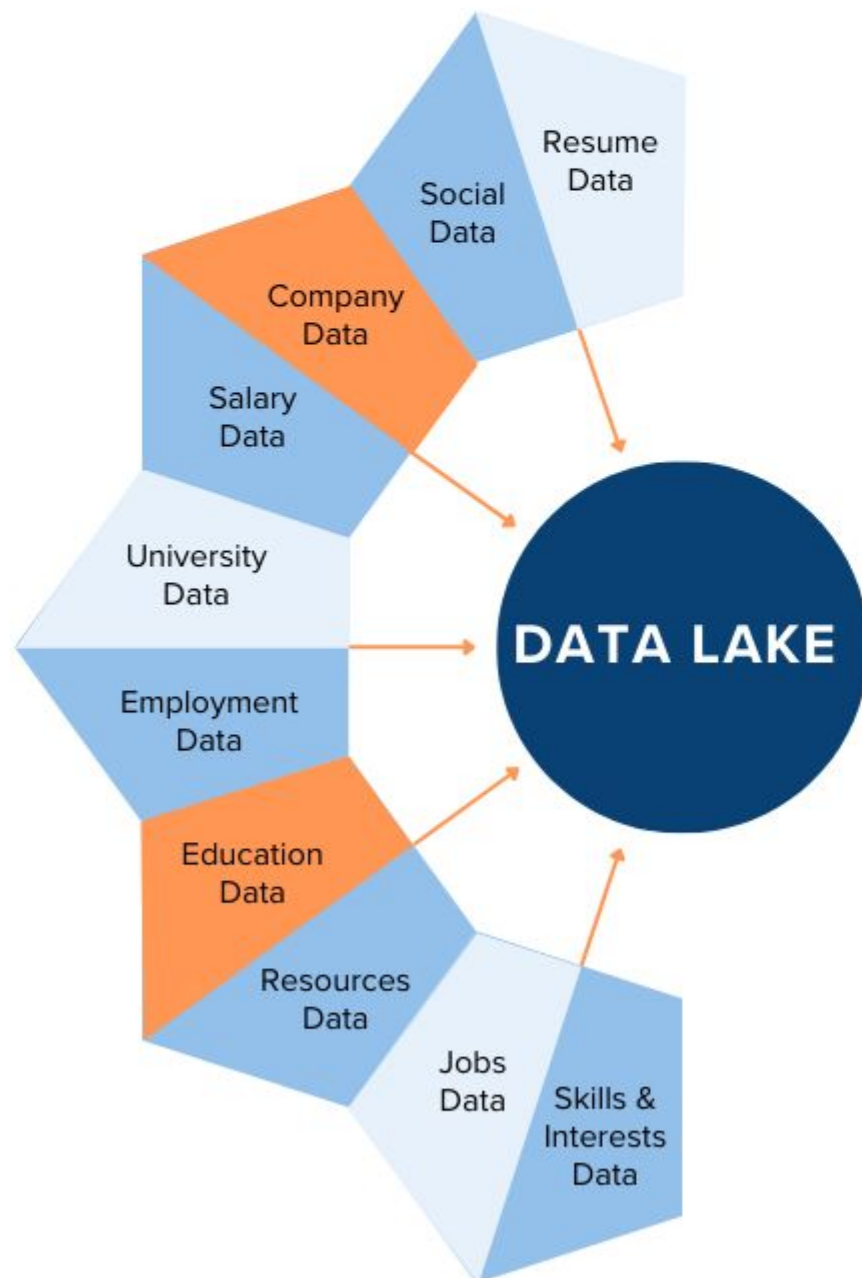 Resume
Data
Social
Data
Company
Data
Salary
Data
University
Data
DATA LAKE
Employment
Data
Education
Data
Resources
Data
Jobs
Data
Skills &
Interests
Data